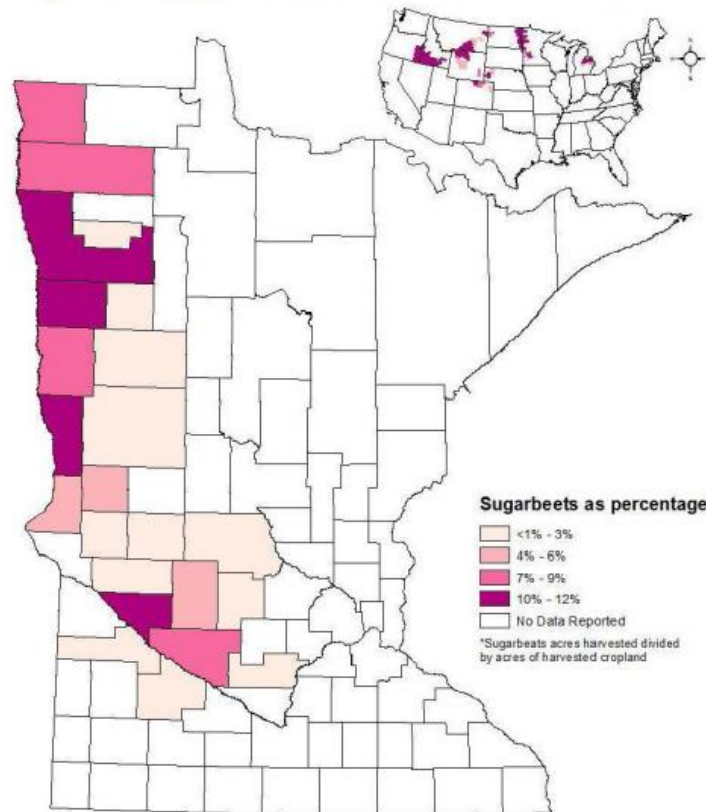 Sugarbeets as percentage
<1% - 3%
4% - 6%
7% - 9%
10% - 12%
No Data Reported
*Sugarbeats acres harvested divided
by acres of harvested cropland